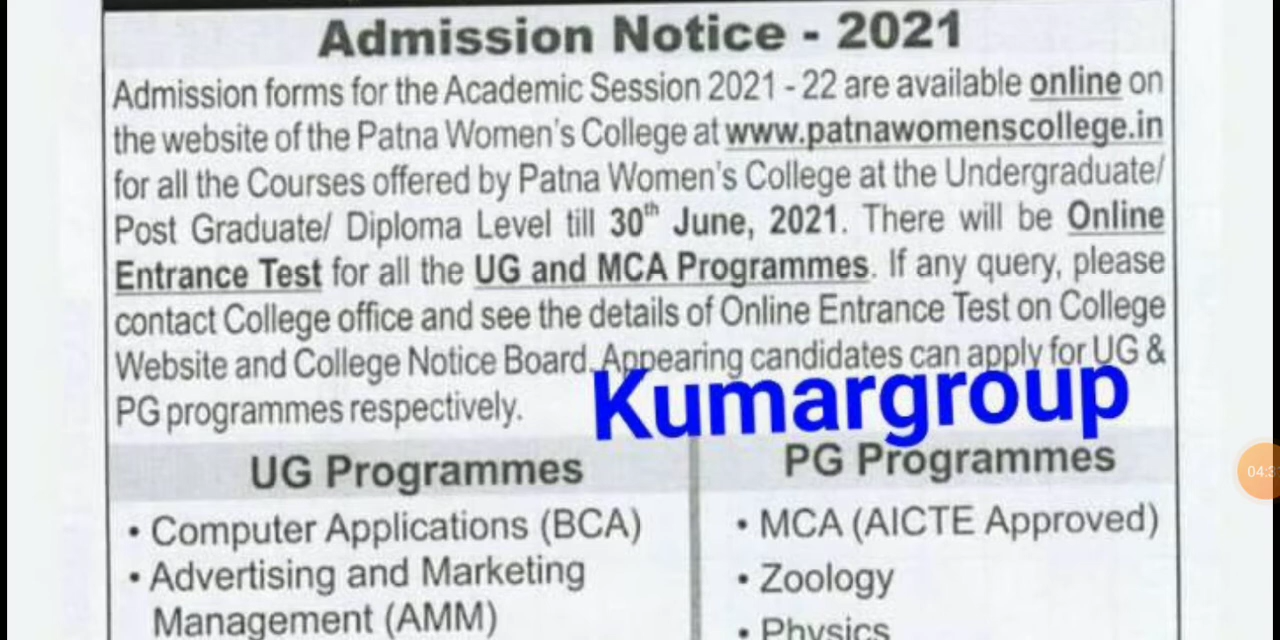 Admission Notice - 2021
Admission forms for the Academic Session 2021 - 22 are available online on
the website of the Patna Women's College at www.patnawomenscollege.in
for all the Courses offered by Patna Women's College at the Undergraduate/
Post Graduate/ Diploma Level till 30th June, 2021. There will be Online
Entrance Test for all the UG and MCA Programmes. If any query, please
contact College office and see the details of Online Entrance Test on College
Website and College Notice Board. Appearing candidates can apply for UG &
PG programmes respectively.
Kumargroup
UG Programmes
• Computer Applications (BCA)
• Advertising and Marketing
Management (AMM)
PG Programmes
• MCA (AICTE Approved)
• Zoology
• Physics